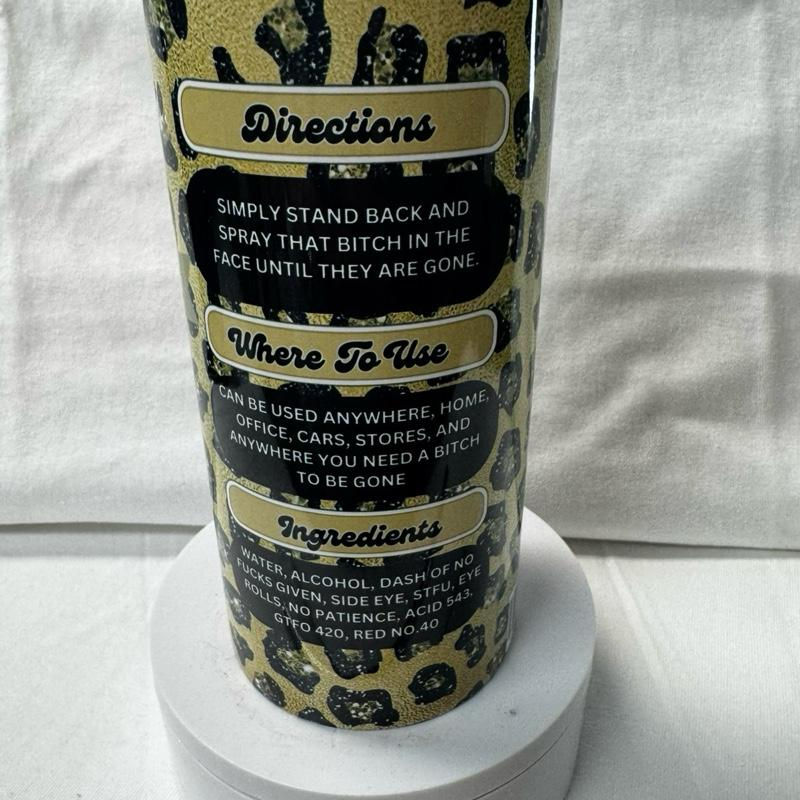 Directions
SIMPLY STAND BACK AND
SPRAY THAT BITCH IN THE
FACE UNTIL THEY ARE GONE.
Where To Use
CAN BE USED ANYWHERE, HOME,
OFFICE, CARS, STORES, AND
ANYWHERE YOU NEED A BITCH
TO BE GONE
Ingredients
WATER, ALCOHOL, DASH OF NO
FUCKS GIVEN, SIDE EYE, STFU, EYE
ROLLS, NO PATIENCE, ACID 543,
GTFO 420, RED NO.40